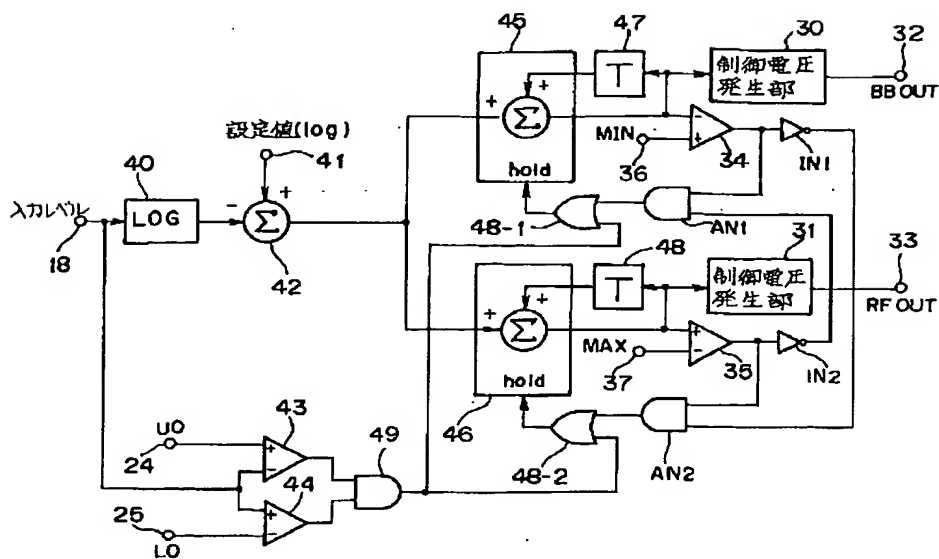 45
47
30
32
制御電圧
発生部
BB OUT
T
+
+
Σ
設定値(log)
41
MIN
36
-
+
34
IN1
hold
40
入力レベル
18
LOG
-
+
Σ
42
48-1
AN1
48
31
33
T
制御電圧
発生部
RF OUT
+
+
Σ
MAX
37
+
-
35
IN2
hold
46
48-2
AN2
43
UO
24
+
-
49
44
25
LO
+
-